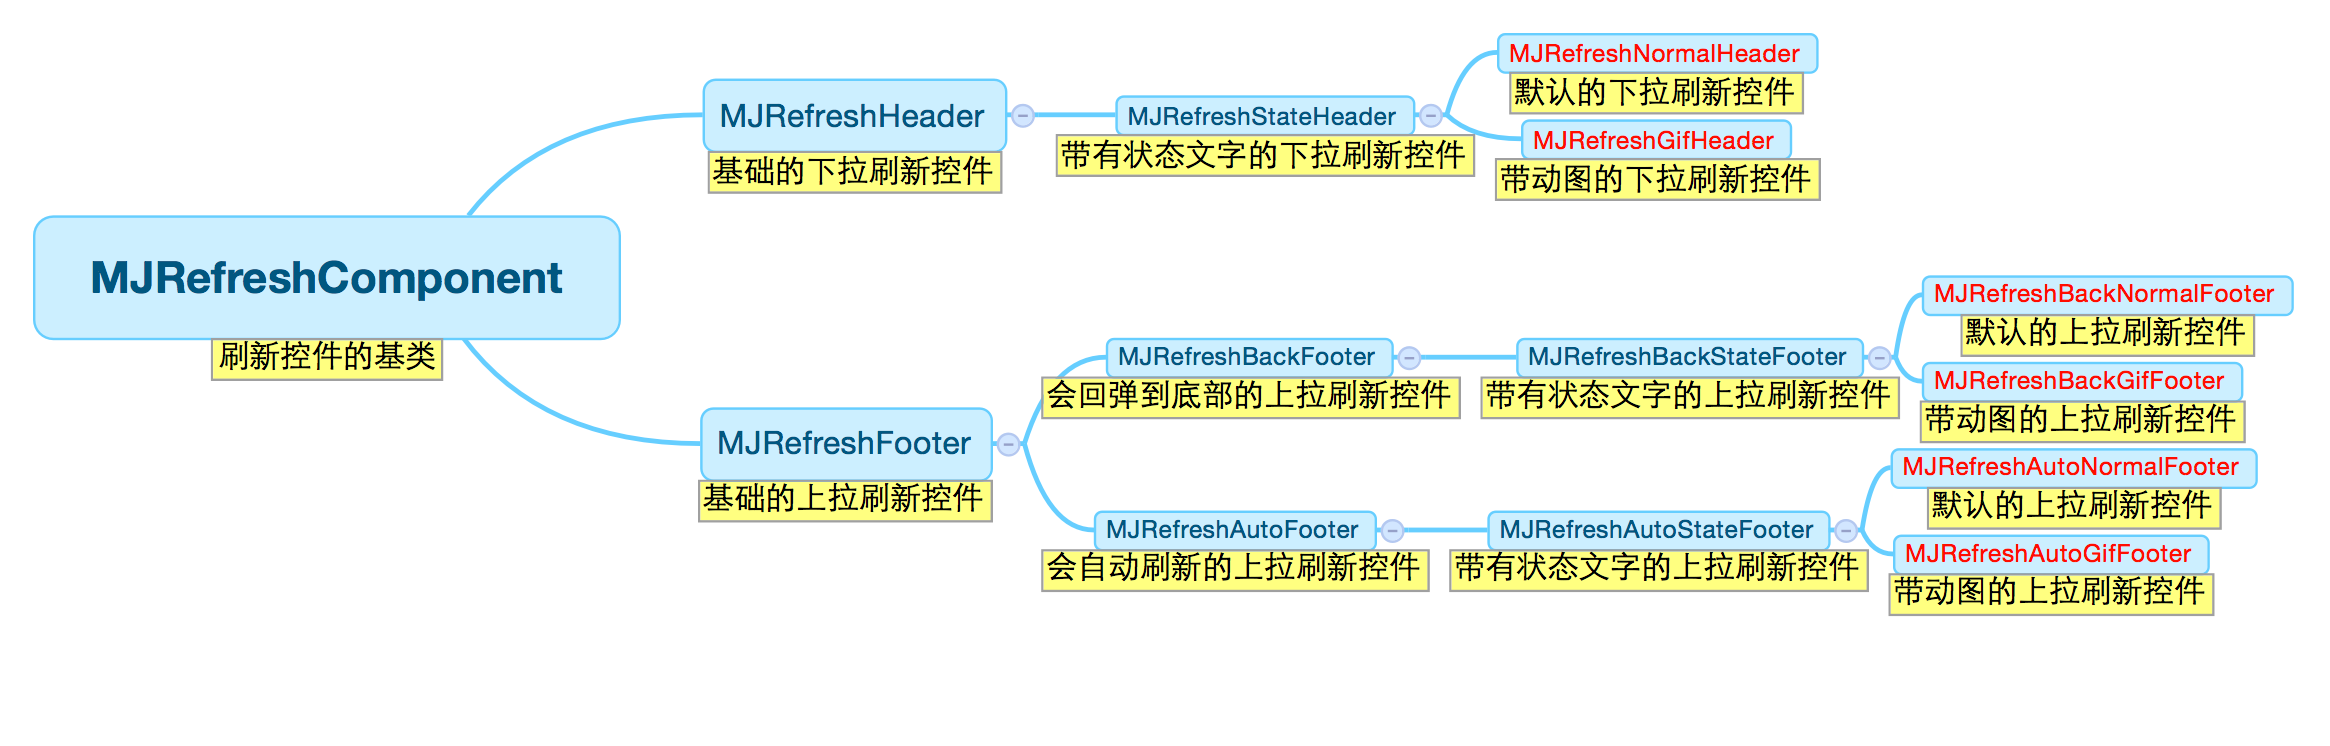 MJRefreshComponent
刷新控件的基类
MJRefreshHeader
基础的下拉刷新控件
MJRefreshStateHeader
带有状态文字的下拉刷新控件
MJRefreshNormalHeader
默认的下拉刷新控件
MJRefreshGifHeader
带动图的下拉刷新控件
MJRefreshFooter
基础的上拉刷新控件
MJRefreshBackFooter
会回弹到底部的上拉刷新控件
MJRefreshBackStateFooter
带有状态文字的上拉刷新控件
MJRefreshBackNormalFooter
默认的上拉刷新控件
MJRefreshBackGifFooter
带动图的上拉刷新控件
MJRefreshAutoFooter
会自动刷新的上拉刷新控件
MJRefreshAutoStateFooter
带有状态文字的上拉刷新控件
MJRefreshAutoNormalFooter
默认的上拉刷新控件
MJRefreshAutoGifFooter
带动图的上拉刷新控件